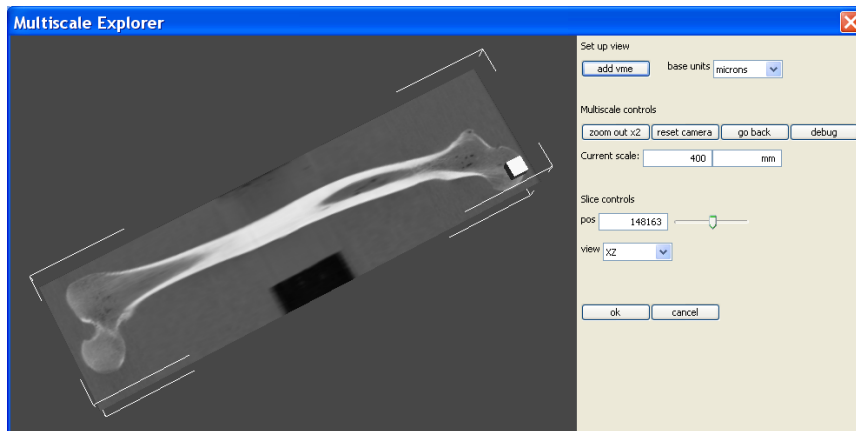 Multiscale Explorer
Set up view
add vme base units microns
Multiscale controls
zoom out x2 reset camera go back debug
Current scale: 400 mm
Slice controls
pos 148163
view XZ
ok cancel